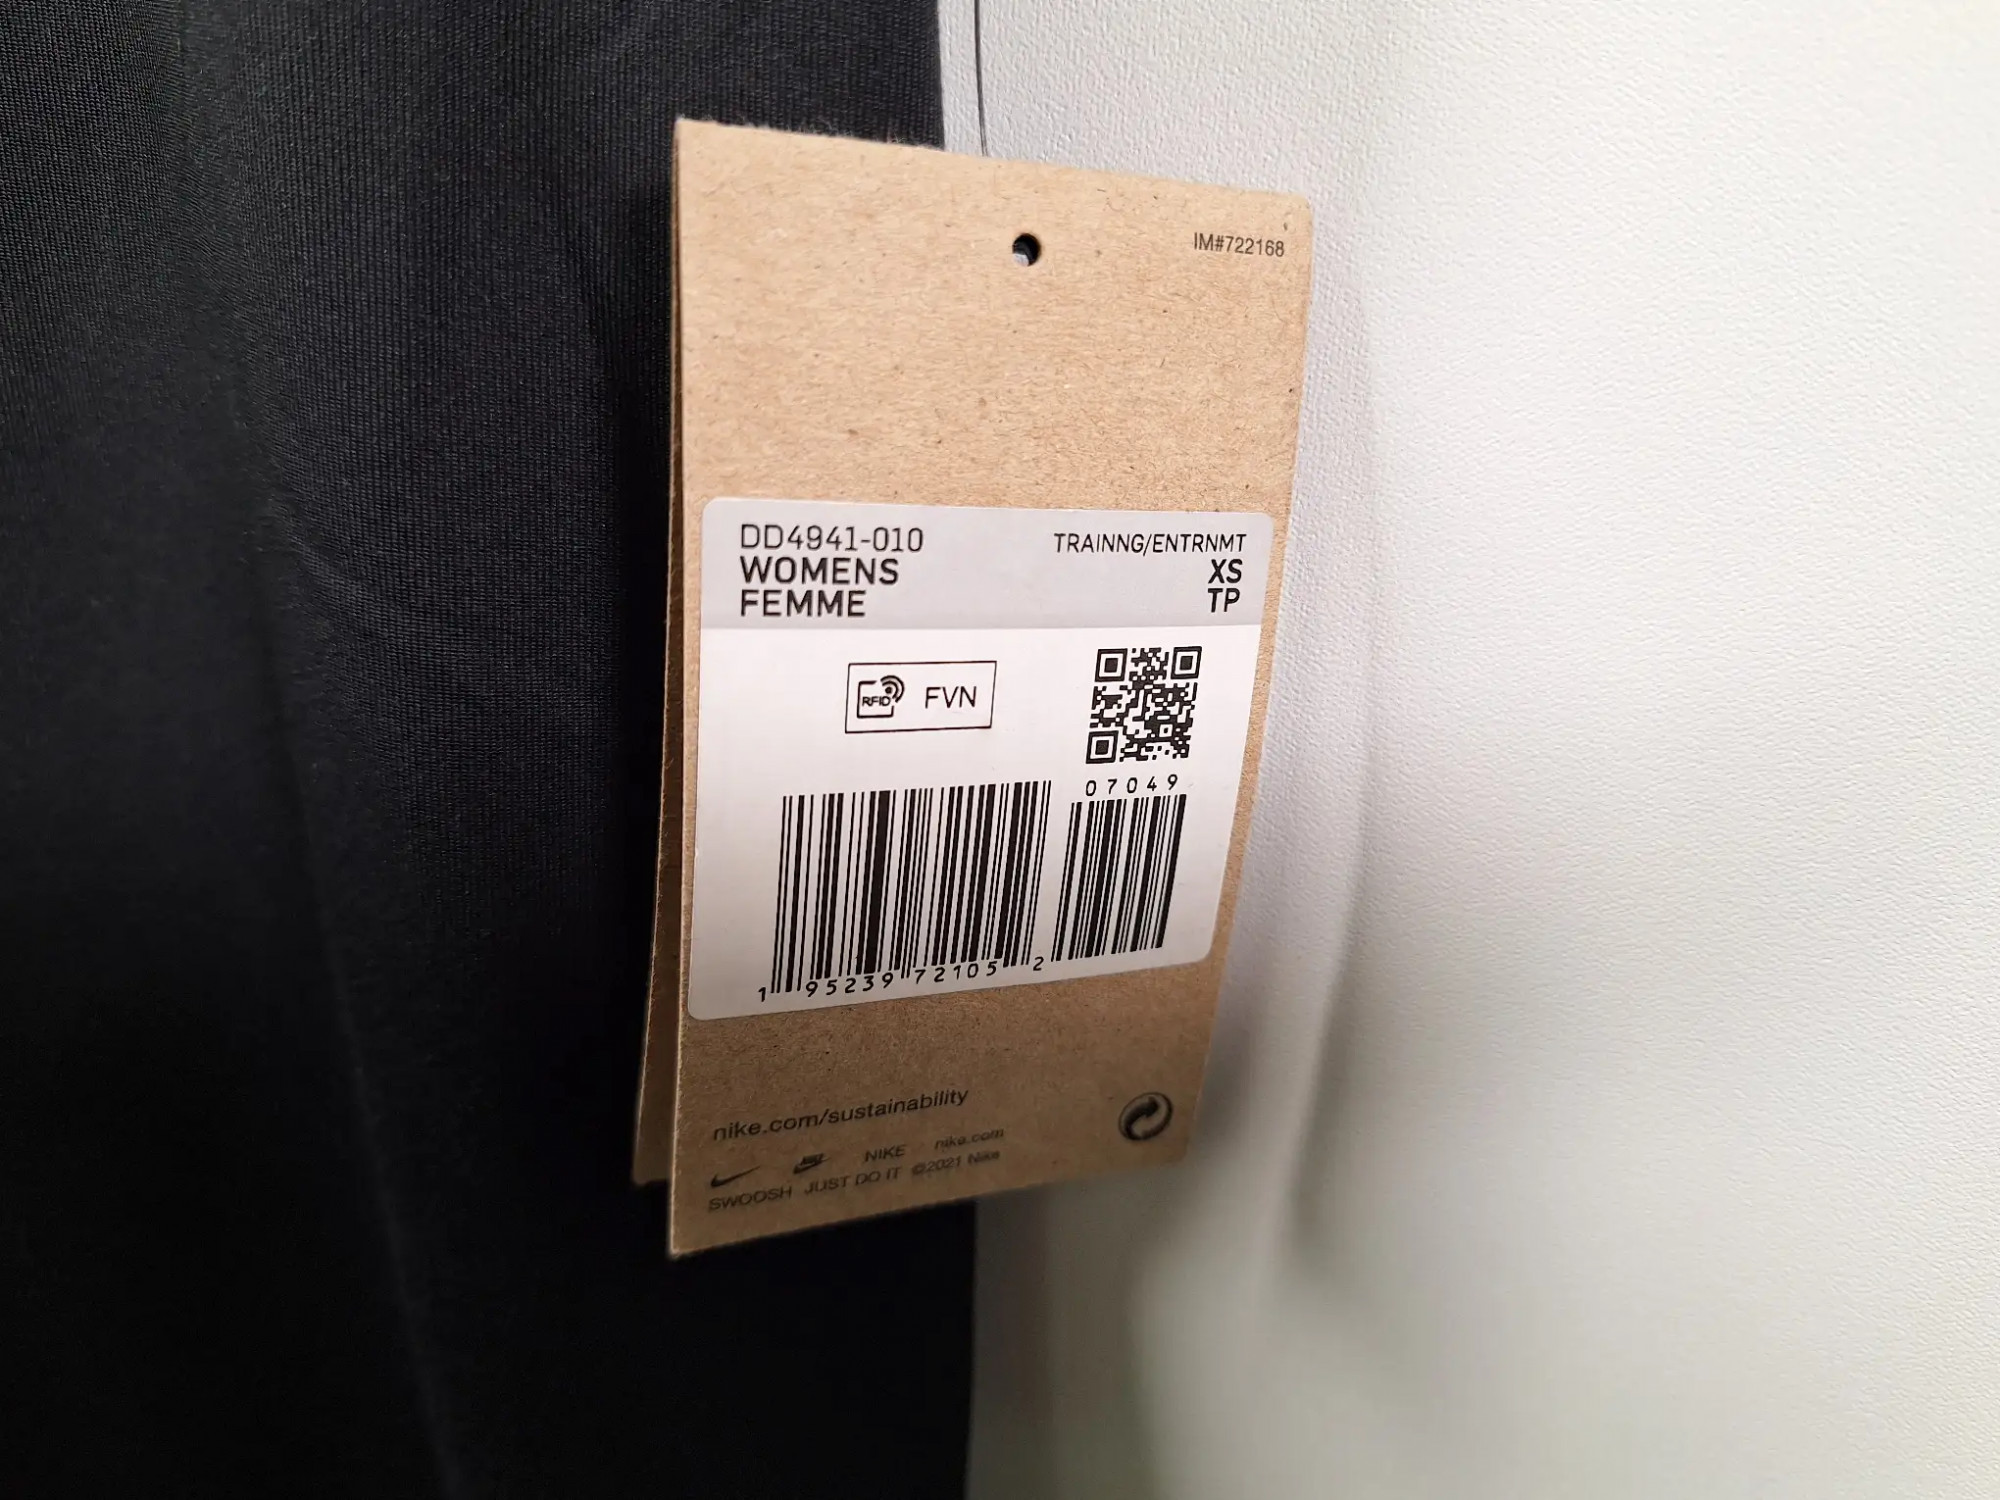 IM#722168
DD4941-010
TRAINNG/ENTRNMT
WOMENS
XS
FEMME
TP
RFID FVN
07049
1 95239 72105 2
nike.com/sustainability
NIKE nike.com
SWOOSH JUST DO IT ©2021 Nike